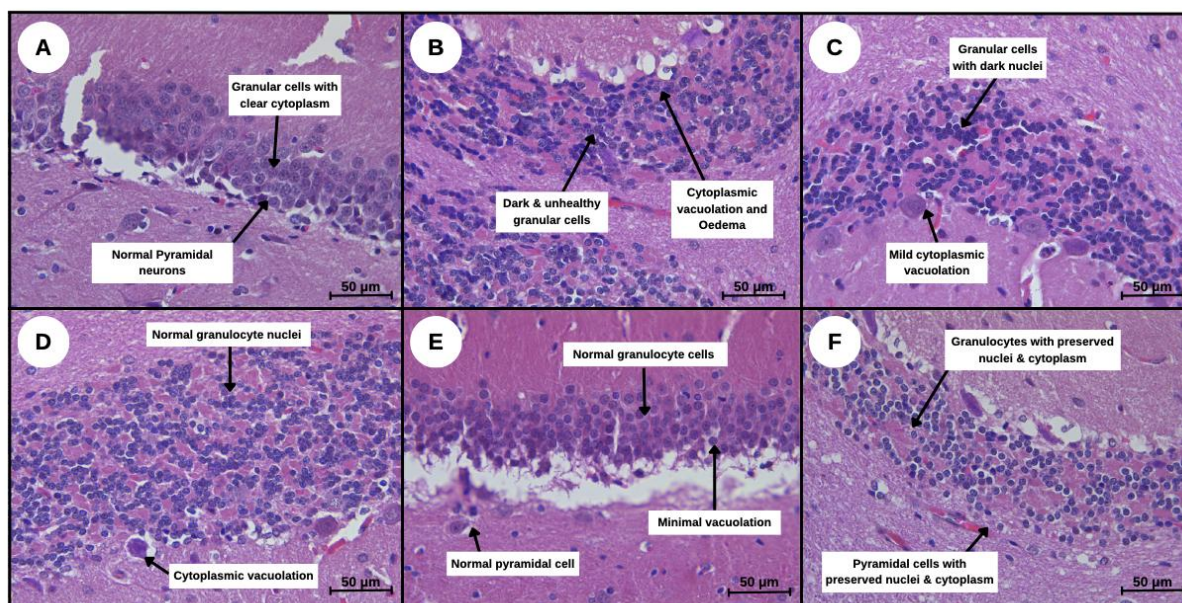 A
Granular cells with
clear cytoplasm
Normal Pyramidal
neurons
50 µm
B
Dark & unhealthy
granular cells
Cytoplasmic
vacuolation and
Oedema
50 µm
C
Granular cells
with dark nuclei
Mild cytoplasmic
vacuolation
50 µm
D
Normal granulocyte nuclei
Cytoplasmic vacuolation
50 µm
E
Normal granulocyte cells
Minimal vacuolation
Normal pyramidal cell
50 µm
F
Granulocytes with preserved
nuclei & cytoplasm
Pyramidal cells with
preserved nuclei & cytoplasm
50 µm